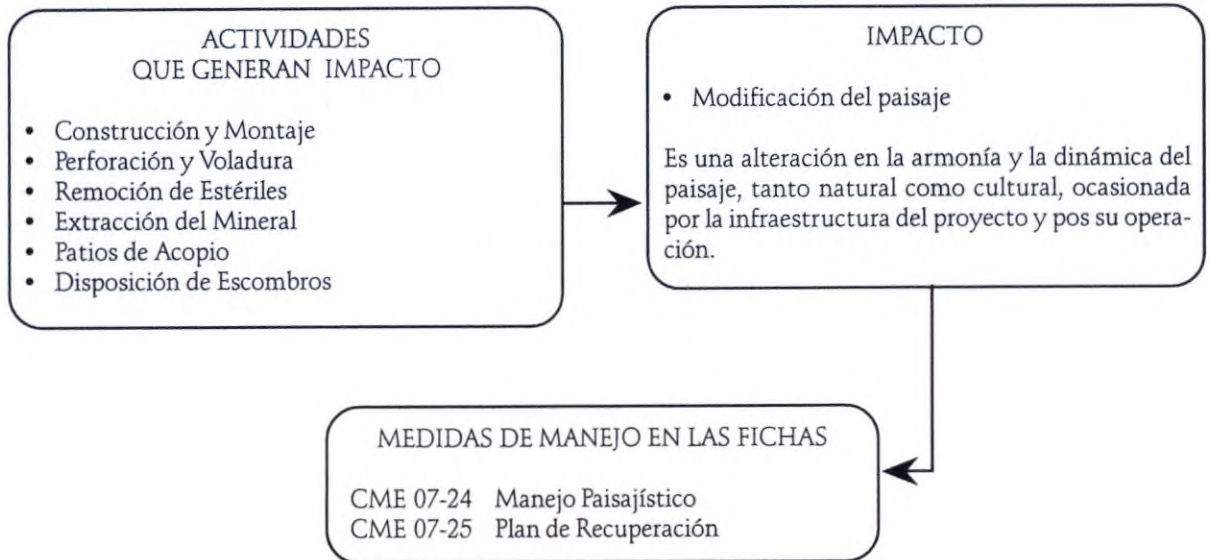 ACTIVIDADES
QUE GENERAN IMPACTO
• Construcción y Montaje
• Perforación y Voladura
• Remoción de Estériles
• Extracción del Mineral
• Patios de Acopio
• Disposición de Escombros
IMPACTO
• Modificación del paisaje
Es una alteración en la armonía y la dinámica del
paisaje, tanto natural como cultural, ocasionada
por la infraestructura del proyecto y pos su opera-
ción.
MEDIDAS DE MANEJO EN LAS FICHAS
CME 07-24 Manejo Paisajístico
CME 07-25 Plan de Recuperación